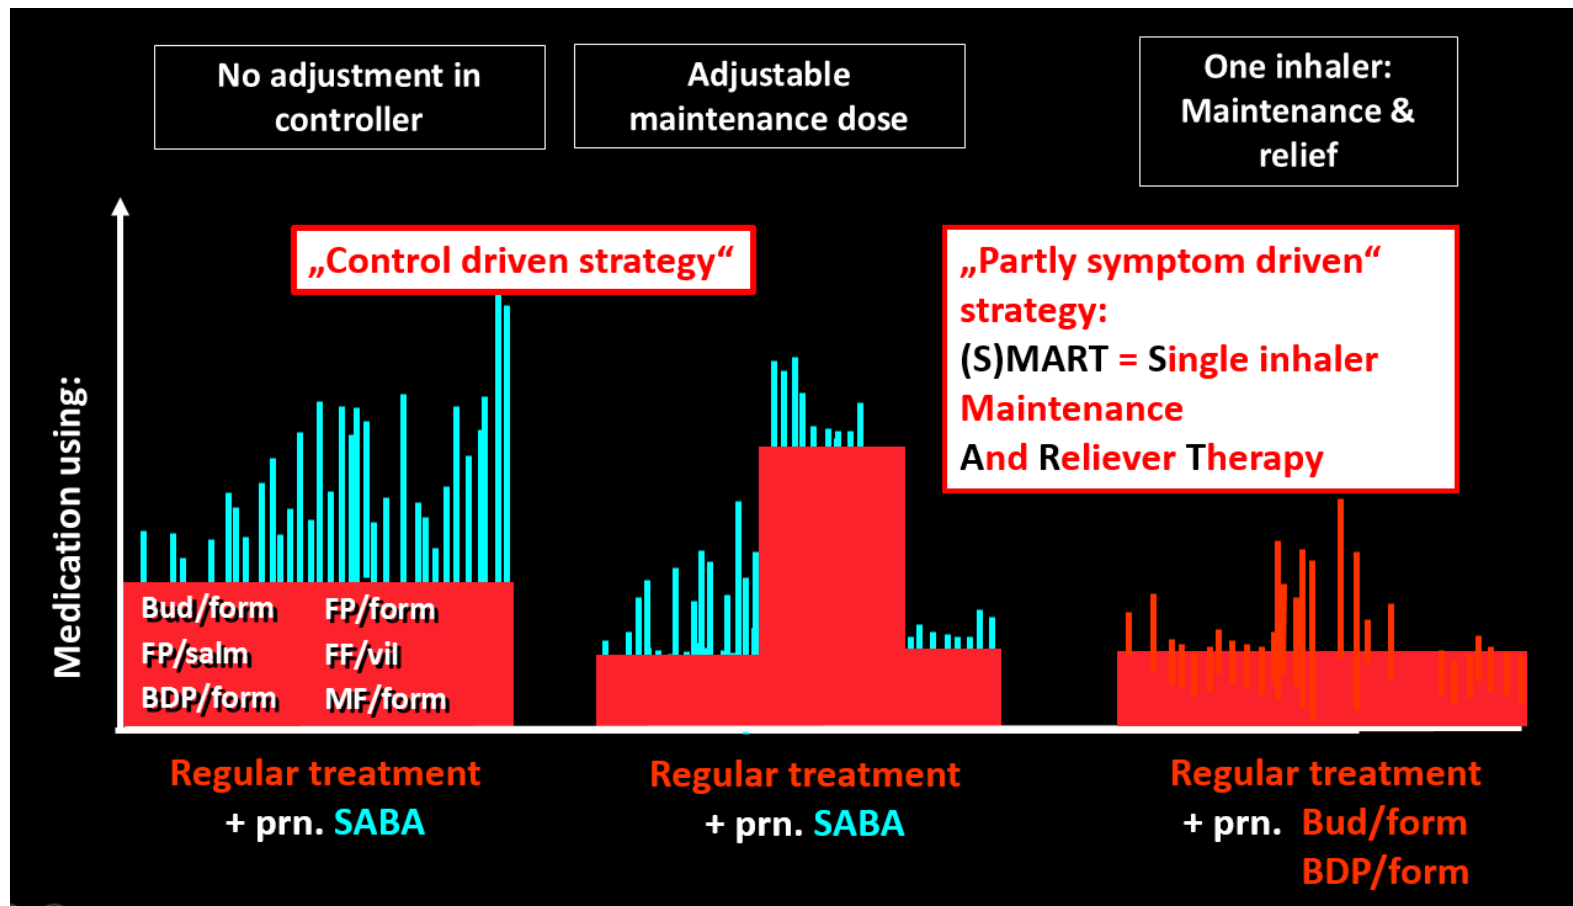 No adjustment in
controller
Adjustable
maintenance dose
One inhaler:
Maintenance &
relief
„Control driven strategy“
„Partly symptom driven“
strategy:
(S)MART = Single inhaler
Maintenance
And Reliever Therapy
Medication using:
Bud/form FP/form
FP/salm FF/vil
BDP/form MF/form
Regular treatment
+ prn. SABA
Regular treatment
+ prn. SABA
Regular treatment
+ prn. Bud/form
BDP/form